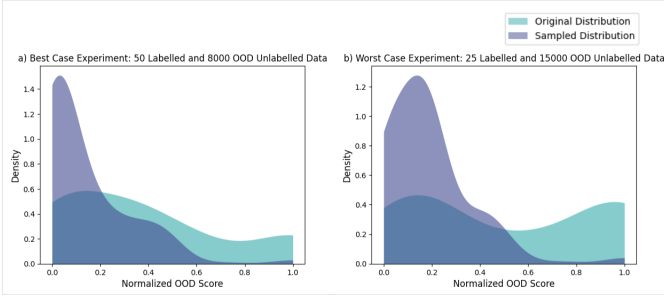 Original Distribution
Sampled Distribution
a) Best Case Experiment: 50 Labelled and 8000 OOD Unlabelled Data
b) Worst Case Experiment: 25 Labelled and 15000 OOD Unlabelled Data
Density
1.4
1.2
1.0
0.8
0.6
0.4
0.2
0.0
0.0 0.2 0.4 0.6 0.8 1.0
Normalized OOD Score
Density
1.2
1.0
0.8
0.6
0.4
0.2
0.0
0.0 0.2 0.4 0.6 0.8 1.0
Normalized OOD Score